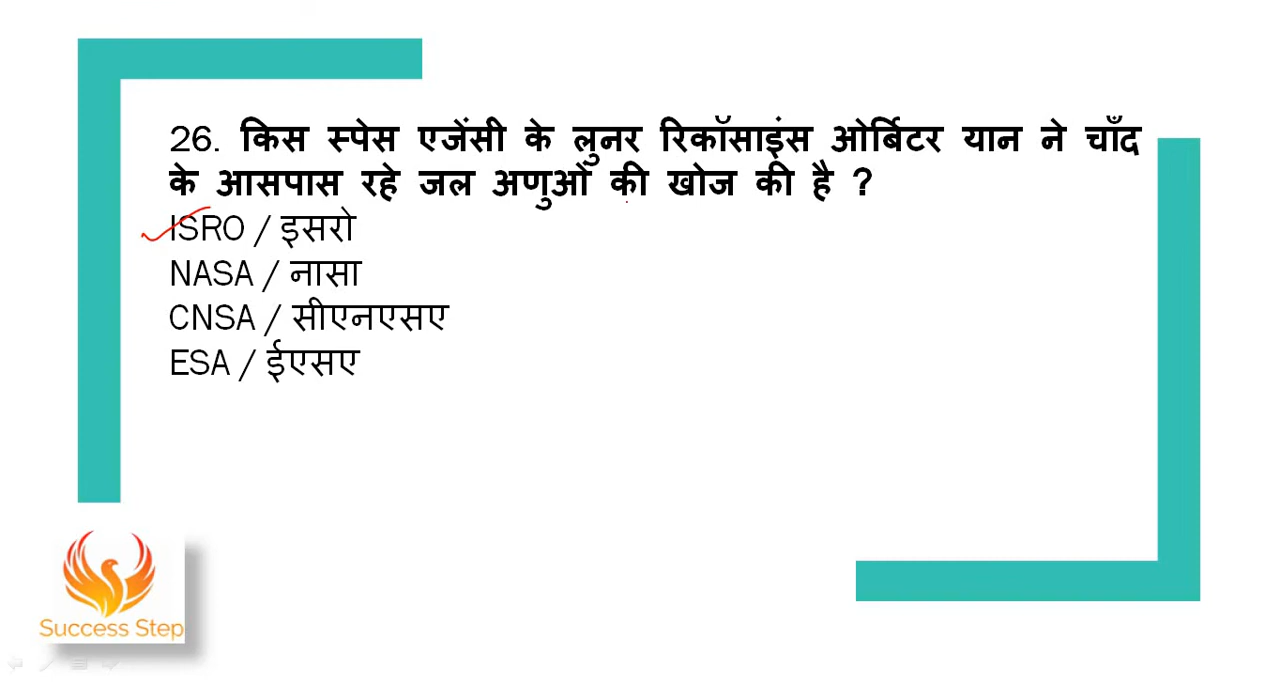 26. किस स्पेस एजेंसी के लुनर रिकॉसाइंस ओर्बिटर यान ने चाँद
के आसपास रहे जल अणुओं की खोज की है ?
ISRO / इसरो
NASA / नासा
CNSA / सीएनएसए
ESA / ईएसए
Success Step